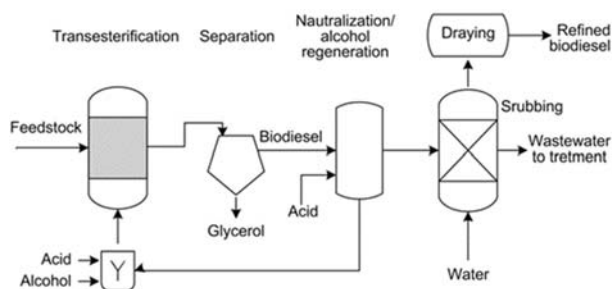 Transesterification
Separation
Nautralization/
alcohol
regeneration
Draying
Refined
biodiesel
Feedstock
Biodiesel
Srubbing
Wastewater
to tretment
Acid
Glycerol
Acid
Alcohol
Y
Water